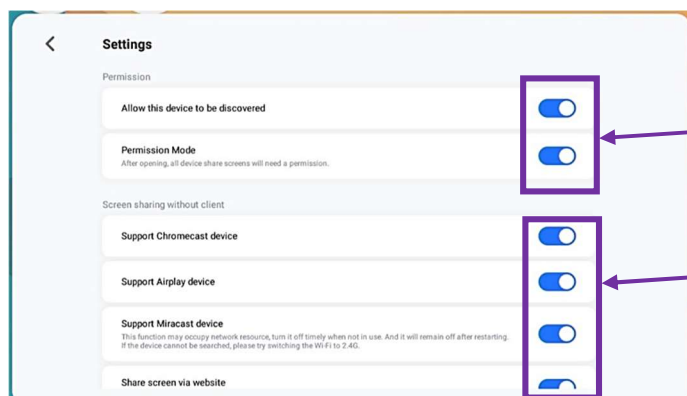 Settings
Permission
Allow this device to be discovered
Permission Mode
After opening, all device share screens will need a permission.
Screen sharing without client
Support Chromecast device
Support Airplay device
Support Miracast device
This function may occupy network resource, turn it off timely when not in use. And it will remain off after restarting.
If the device cannot be searched, please try switching the Wi-Fi to 2.4G.
Share screen via website